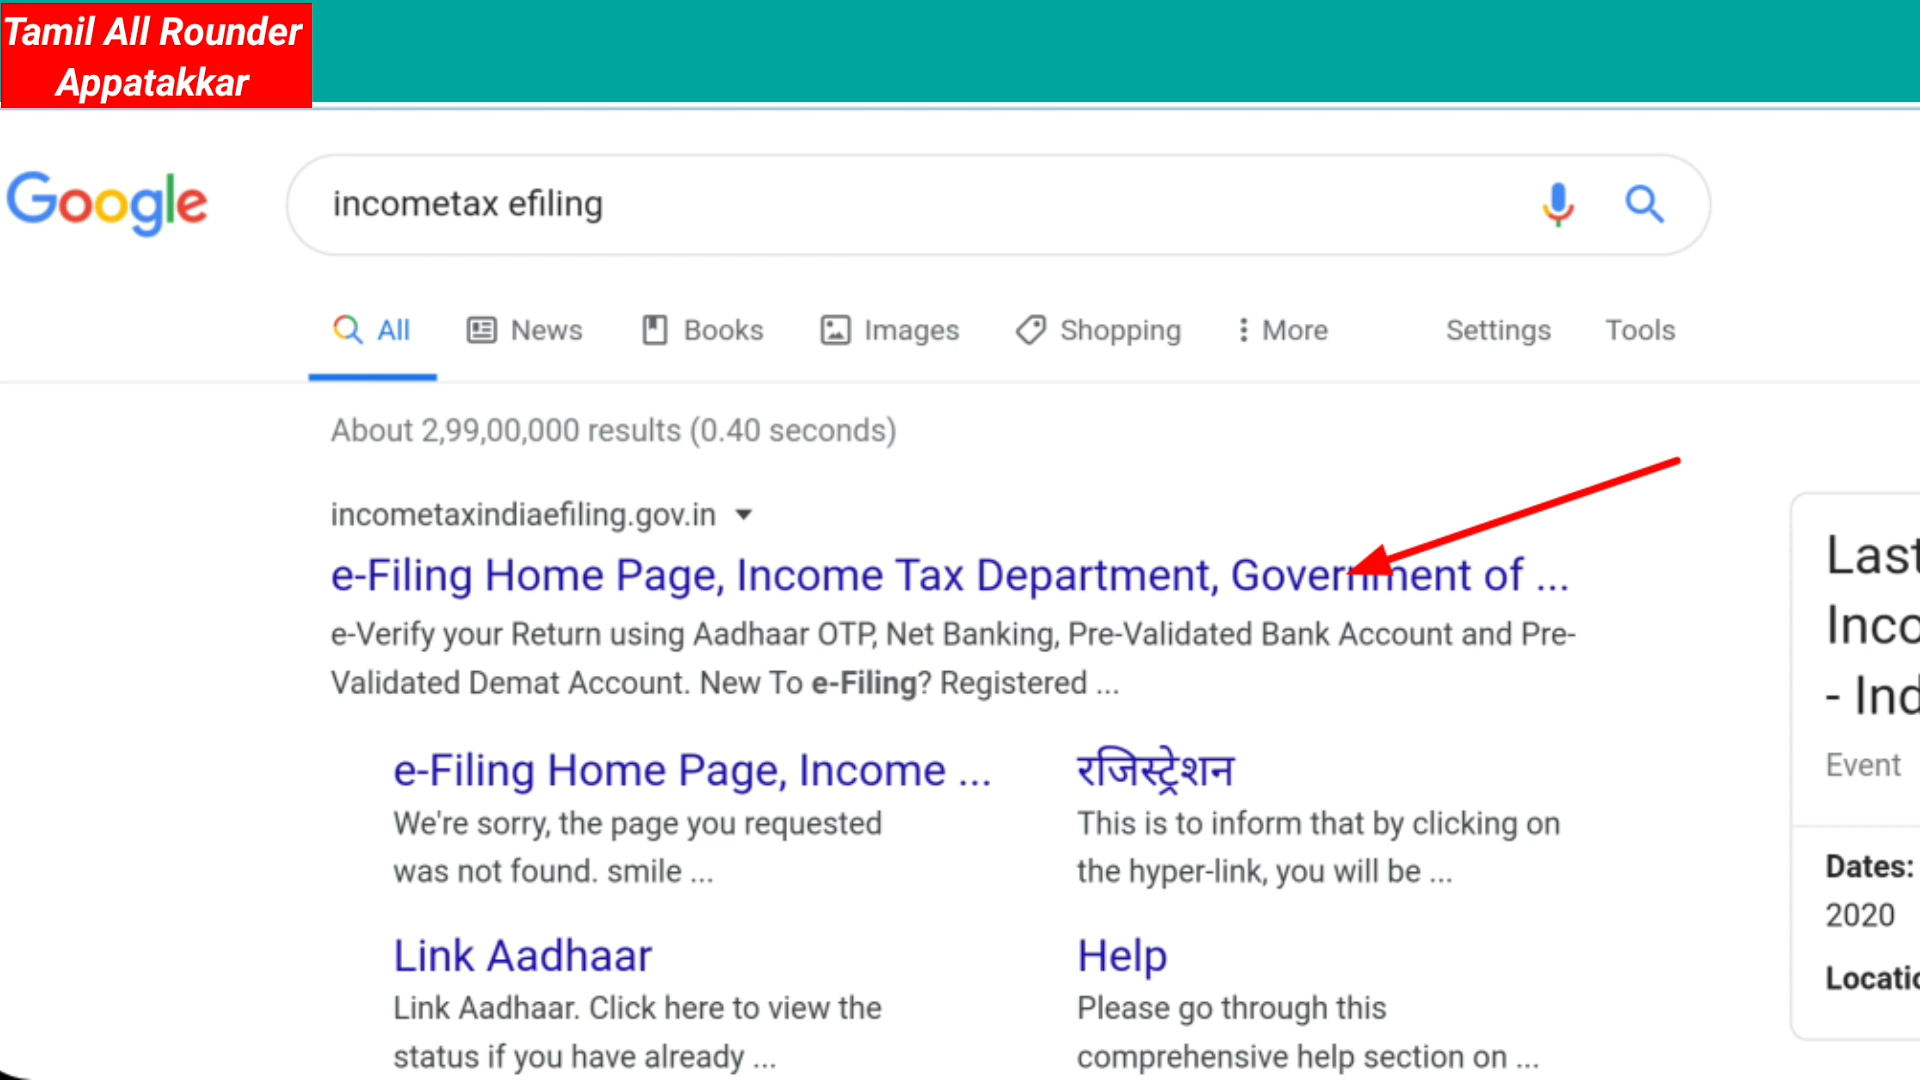 Tamil All Rounder
Appatakkar
Google
incometax efiling
All News Books Images Shopping More Settings Tools
About 2,99,00,000 results (0.40 seconds)
incometaxindiaefiling.gov.in
e-Filing Home Page, Income Tax Department, Government of ...
e-Verify your Return using Aadhaar OTP, Net Banking, Pre-Validated Bank Account and Pre-
Validated Demat Account. New To e-Filing? Registered ...
e-Filing Home Page, Income ...
We're sorry, the page you requested
was not found. smile ...
रजिस्ट्रेशन
This is to inform that by clicking on
the hyper-link, you will be ...
Link Aadhaar
Link Aadhaar. Click here to view the
status if you have already ...
Help
Please go through this
comprehensive help section on ...
Last
Inco
- Ind
Event
Dates:
2020
Locatio